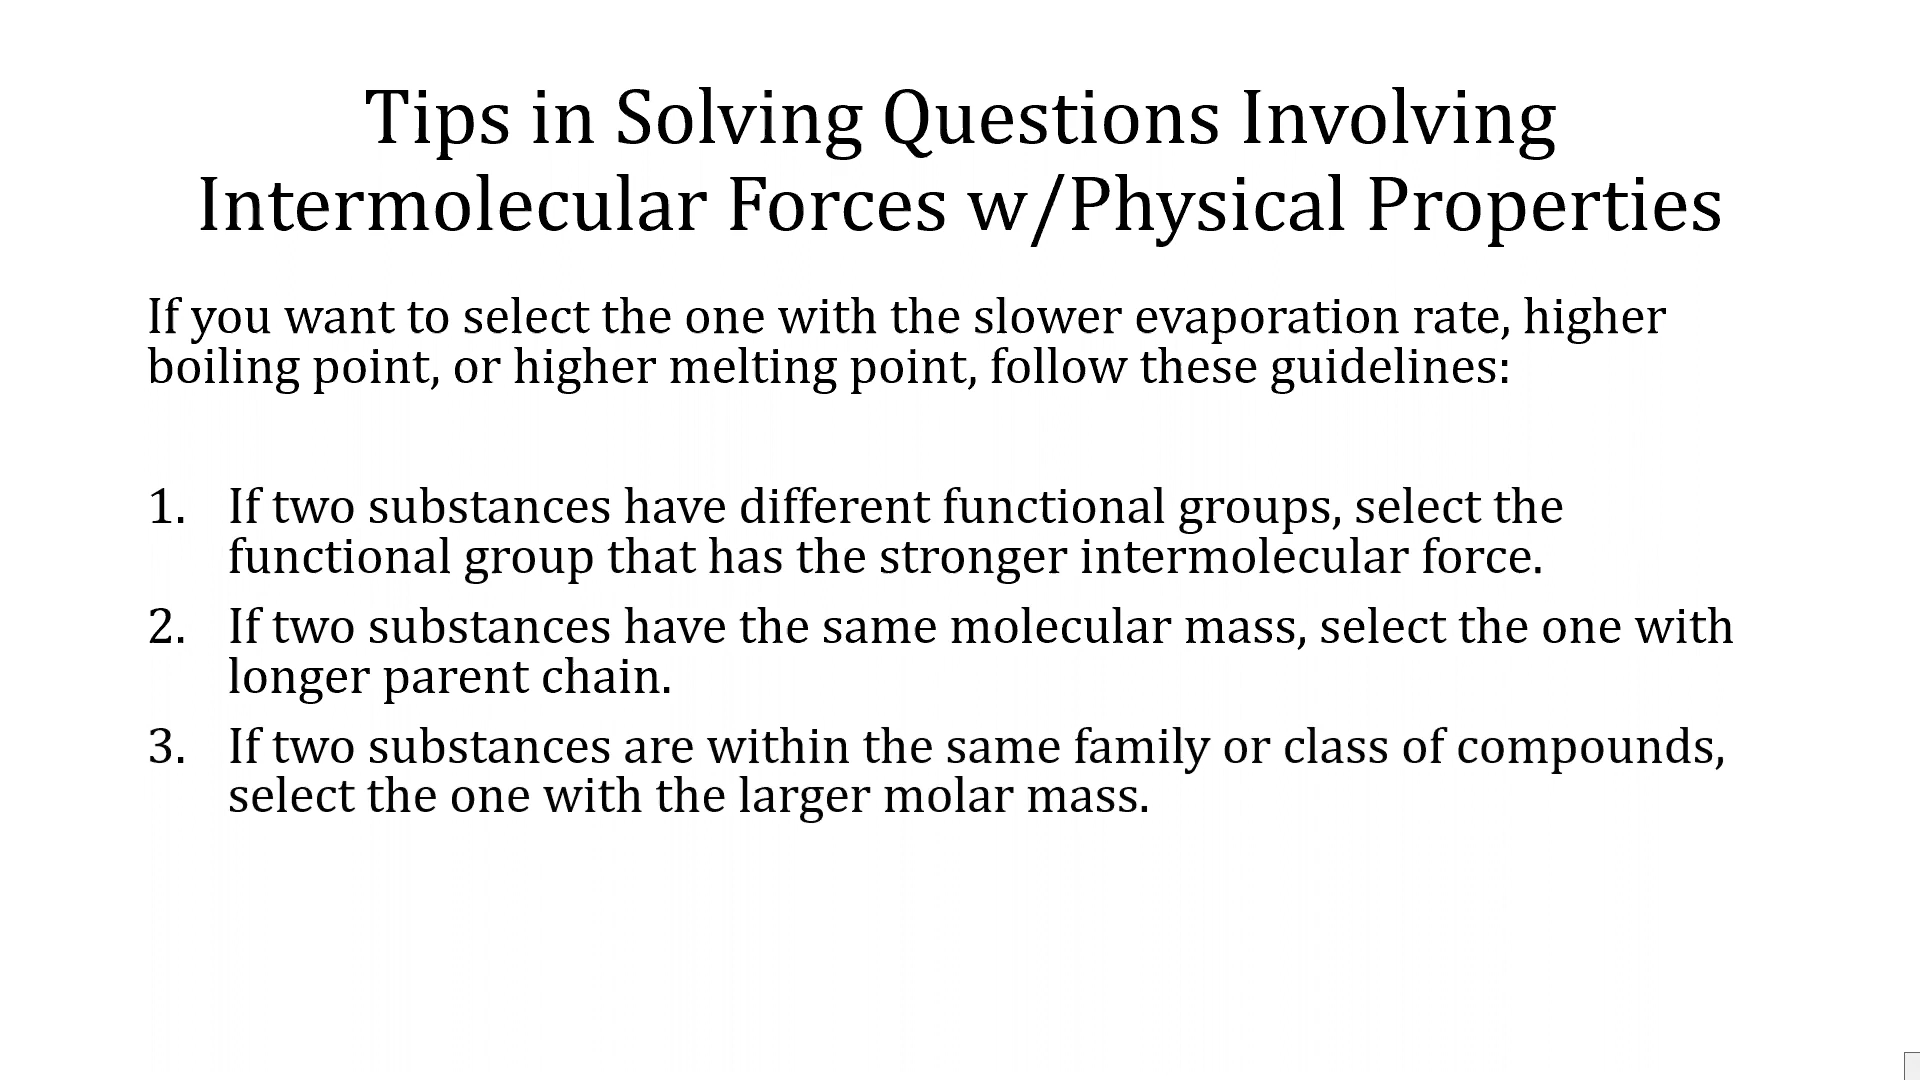 Tips in Solving Questions Involving
Intermolecular Forces w/Physical Properties
If you want to select the one with the slower evaporation rate, higher
boiling point, or higher melting point, follow these guidelines:
1. If two substances have different functional groups, select the
functional group that has the stronger intermolecular force.
2. If two substances have the same molecular mass, select the one with
longer parent chain.
3. If two substances are within the same family or class of compounds,
select the one with the larger molar mass.